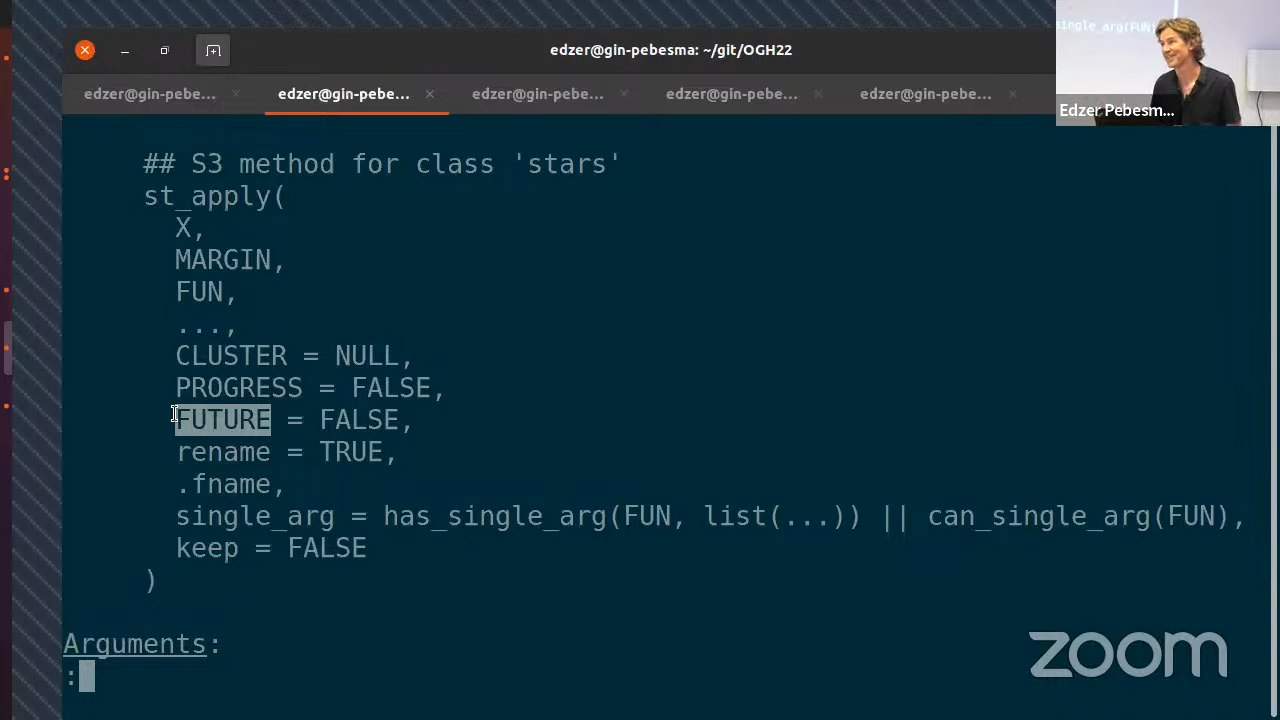 edzer@gin-pebesma: ~/git/OGH22
edzer@gin-pebe... edzer@gin-pebe... edzer@gin-pebe... edzer@gin-pebe... edzer@gin-pebe...
single_arg(FUN)
Edzer Pebesm...
## S3 method for class 'stars'
st_apply(
X,
MARGIN,
FUN,
...,
CLUSTER = NULL,
PROGRESS = FALSE,
FUTURE = FALSE,
rename = TRUE,
.fname,
single_arg = has_single_arg(FUN, list(...)) || can_single_arg(FUN),
keep = FALSE
)
Arguments:
:
zoom